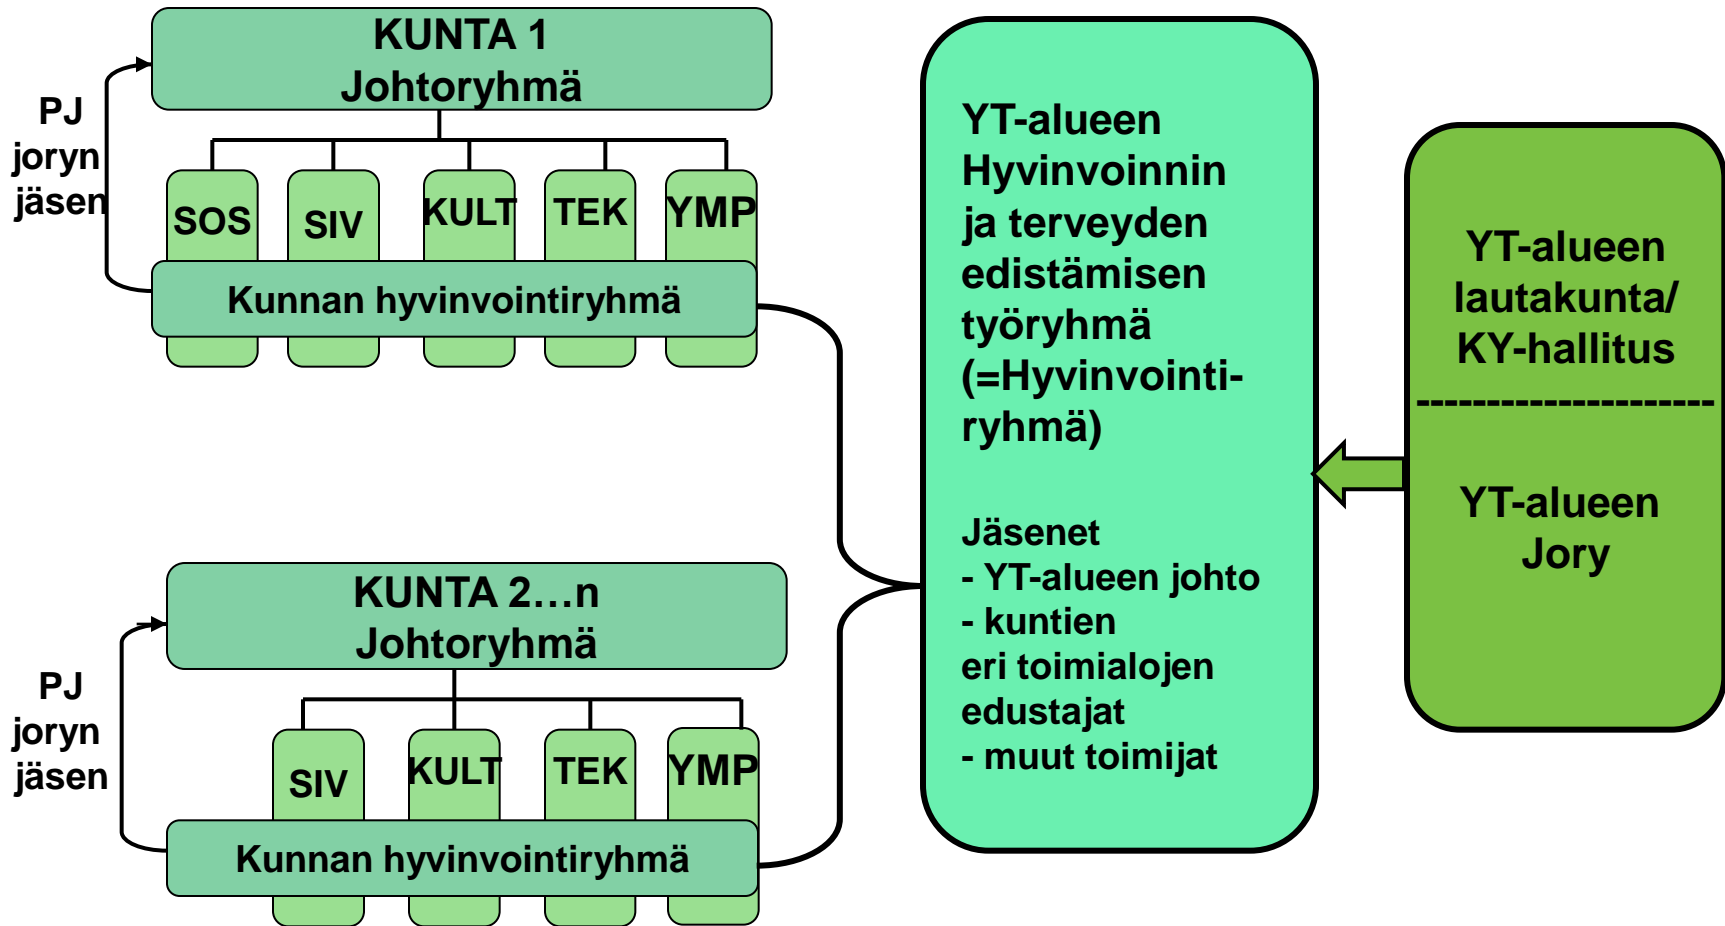 KUNTA 1
Johtoryhmä
PJ
joryn
jäsen
SOS
SIV
KULT
TEK
YMP
Kunnan hyvinvointiryhmä
KUNTA 2…n
Johtoryhmä
PJ
joryn
jäsen
SIV
KULT
TEK
YMP
Kunnan hyvinvointiryhmä
YT-alueen
Hyvinvoinnin
ja terveyden
edistämisen
työryhmä
(=Hyvinvointi-
ryhmä)
Jäsenet
- YT-alueen johto
- kuntien
eri toimialojen
edustajat
- muut toimijat
YT-alueen
lautakunta/
KY-hallitus
---------------------
YT-alueen
Jory